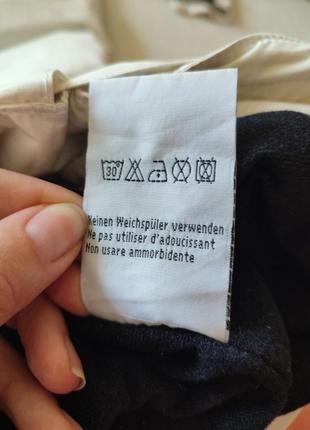 30
Keinen Weichspüler verwenden
Ne pas utiliser d'adoucissant
Non usare ammorbidente